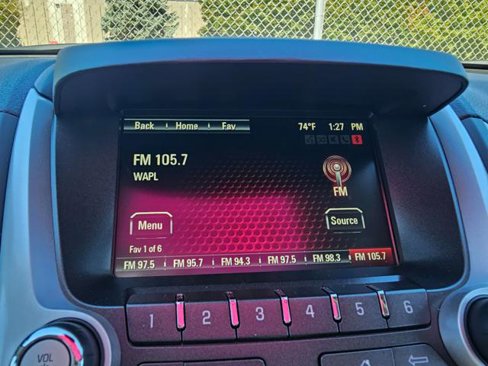 Back Home Fav 74°F 1:27 PM
FM 105.7
WAPL
FM
Menu Source
Fav 1 of 6
FM 97.5 FM 95.7 FM 94.3 FM 97.5 FM 98.3 FM 105.7
1 2 3 4 5 6
VOL